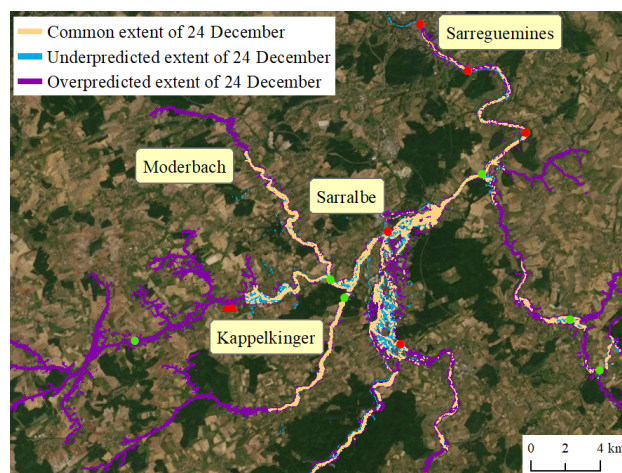 Common extent of 24 December
Underpredicted extent of 24 December
Overpredicted extent of 24 December
Sarreguemines
Moderbach
Sarralbe
Kappelkinger
0 2 4 km